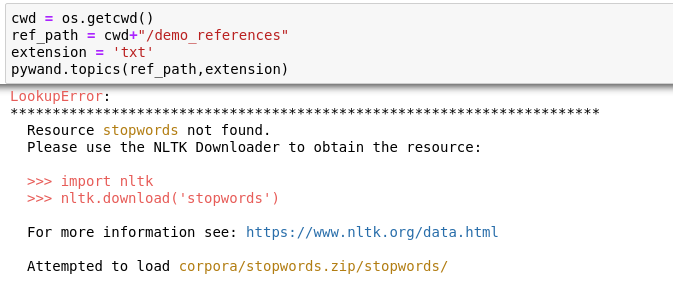 cwd = os.getcwd()
ref_path = cwd+"/demo_references"
extension = 'txt'
pywand.topics(ref_path,extension)
LookupError:
**********************************************************************
Resource stopwords not found.
Please use the NLTK Downloader to obtain the resource:
>>> import nltk
>>> nltk.download('stopwords')
For more information see: https://www.nltk.org/data.html
Attempted to load corpora/stopwords.zip/stopwords/